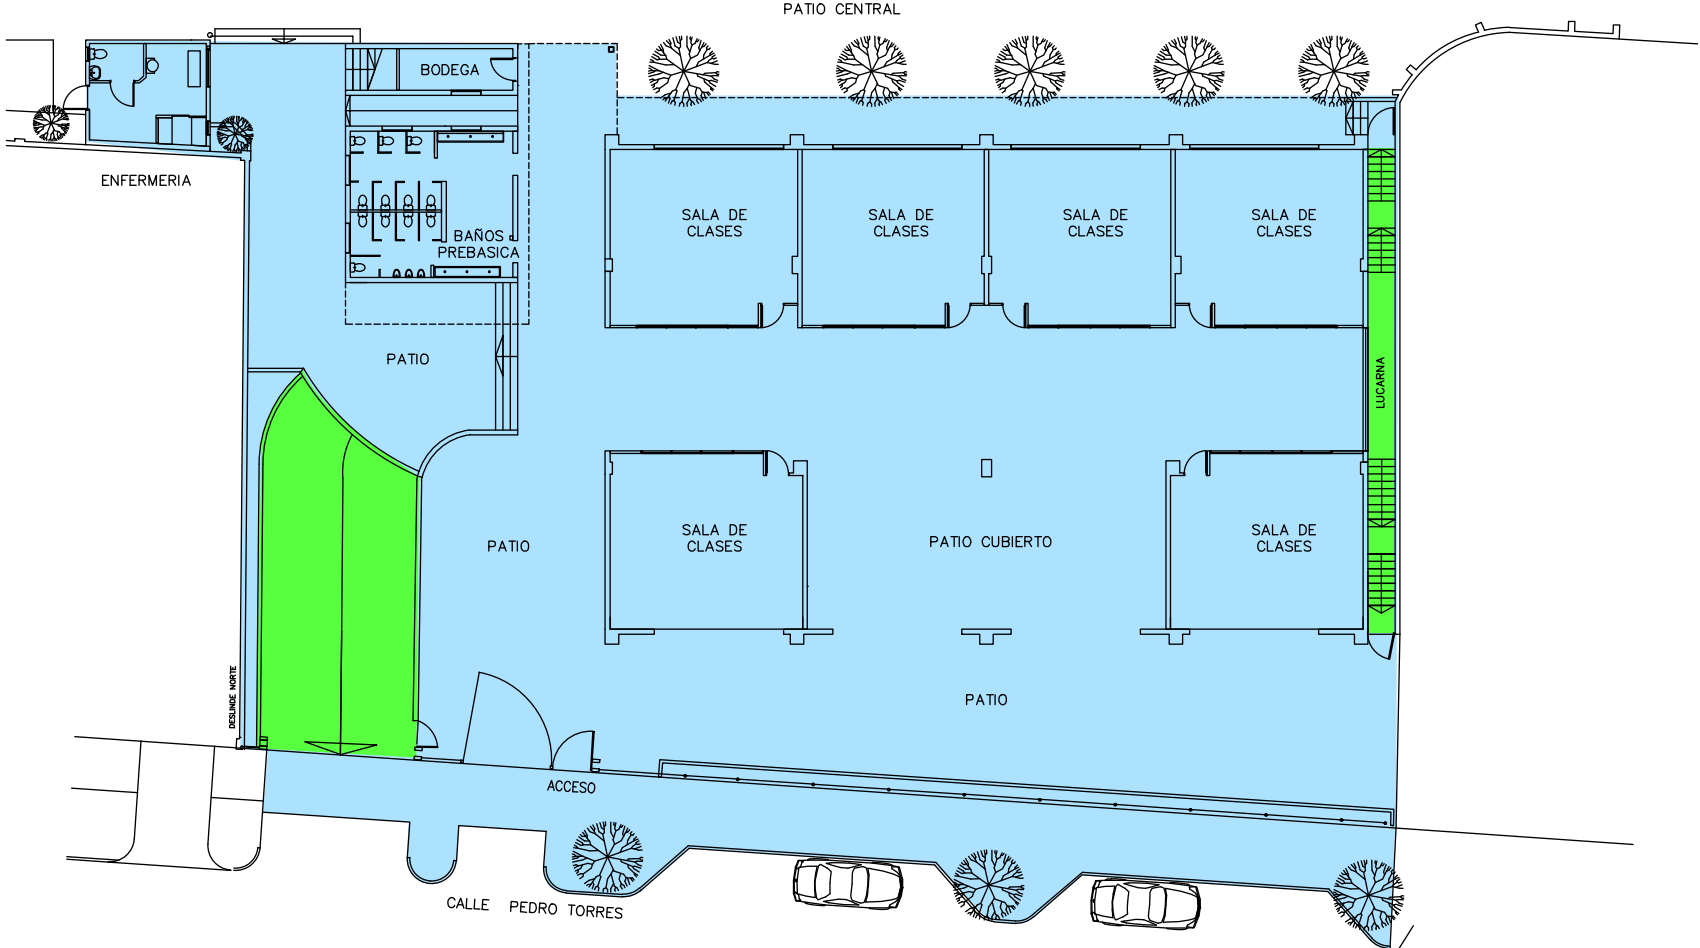 PATIO CENTRAL
BODEGA
ENFERMERIA
BAÑOS
PREBASICA
SALA DE
CLASES
SALA DE
CLASES
SALA DE
CLASES
SALA DE
CLASES
PATIO
LUCARNA
PATIO
SALA DE
CLASES
PATIO CUBIERTO
SALA DE
CLASES
DESLINDE NORTE
PATIO
ACCESO
CALLE PEDRO TORRES